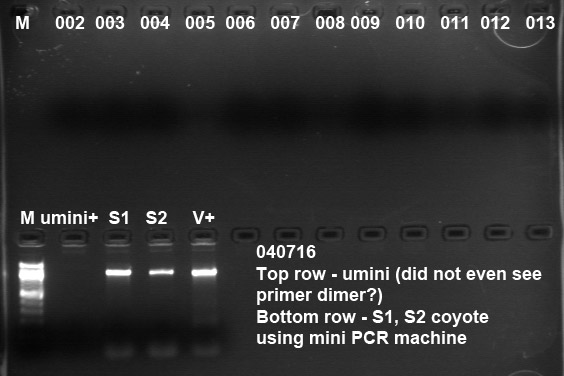 M 002 003 004 005 006 007 008 009 010 011 012 013
M umini+ S1 S2 V+
040716
Top row - umini (did not even see
primer dimer?)
Bottom row - S1, S2 coyote
using mini PCR machine